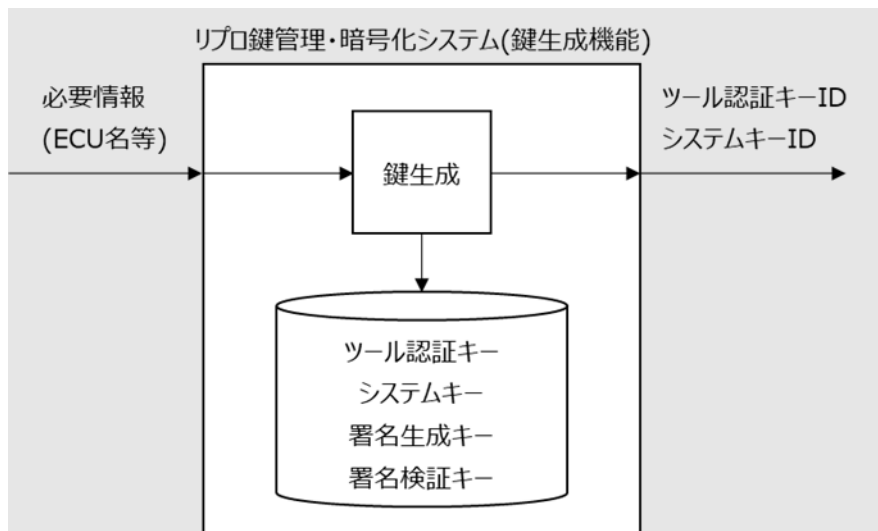 リプロ鍵管理・暗号化システム(鍵生成機能)
必要情報
(ECU名等)
鍵生成
ツール認証キーID
システムキーID
ツール認証キー
システムキー
署名生成キー
署名検証キー